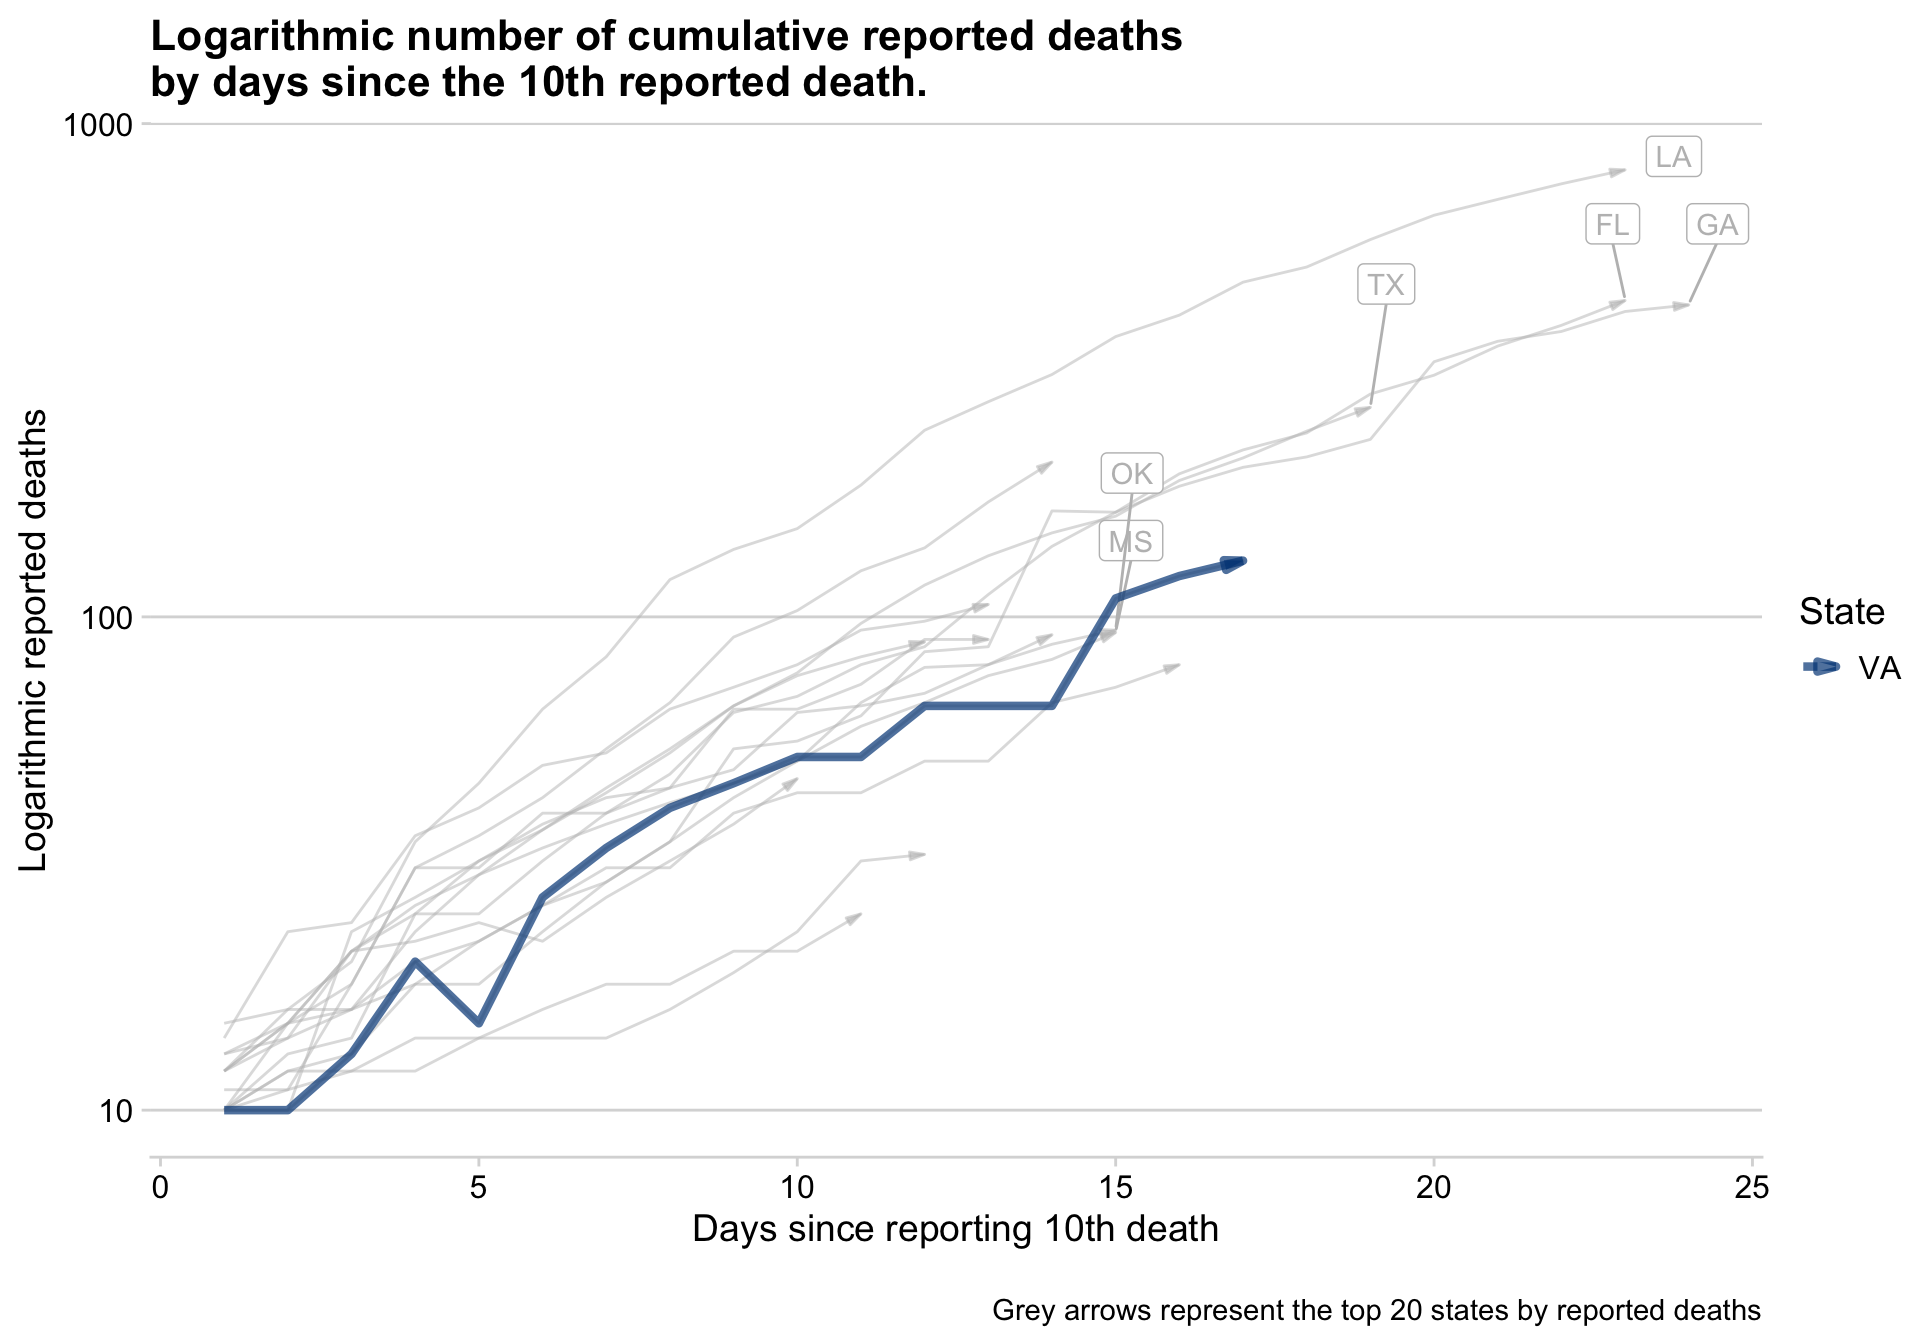 Logarithmic number of cumulative reported deaths
by days since the 10th reported death.
1000
100
10
Logarithmic reported deaths
LA
FL
GA
TX
OK
MS
State
VA
0
5
10
15
20
25
Days since reporting 10th death
Grey arrows represent the top 20 states by reported deaths